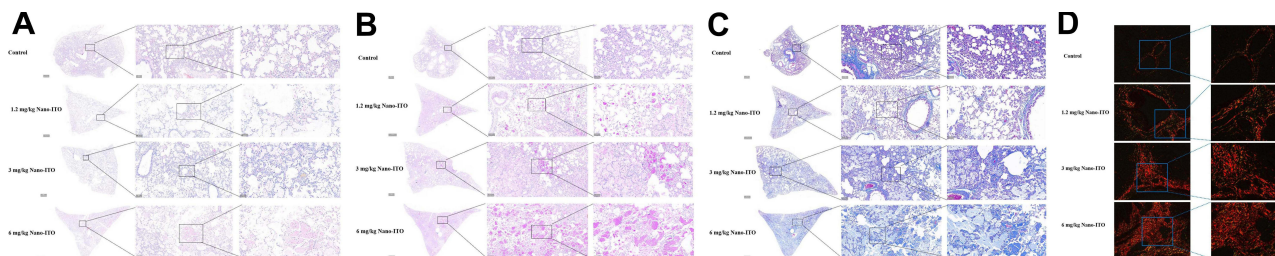 A
Control
1.2 mg/kg Nano-ITO
3 mg/kg Nano-ITO
6 mg/kg Nano-ITO
B
Control
1.2 mg/kg Nano-ITO
3 mg/kg Nano-ITO
6 mg/kg Nano-ITO
C
Control
1.2 mg/kg Nano-ITO
3 mg/kg Nano-ITO
6 mg/kg Nano-ITO
D
Control
1.2 mg/kg Nano-ITO
3 mg/kg Nano-ITO
6 mg/kg Nano-ITO